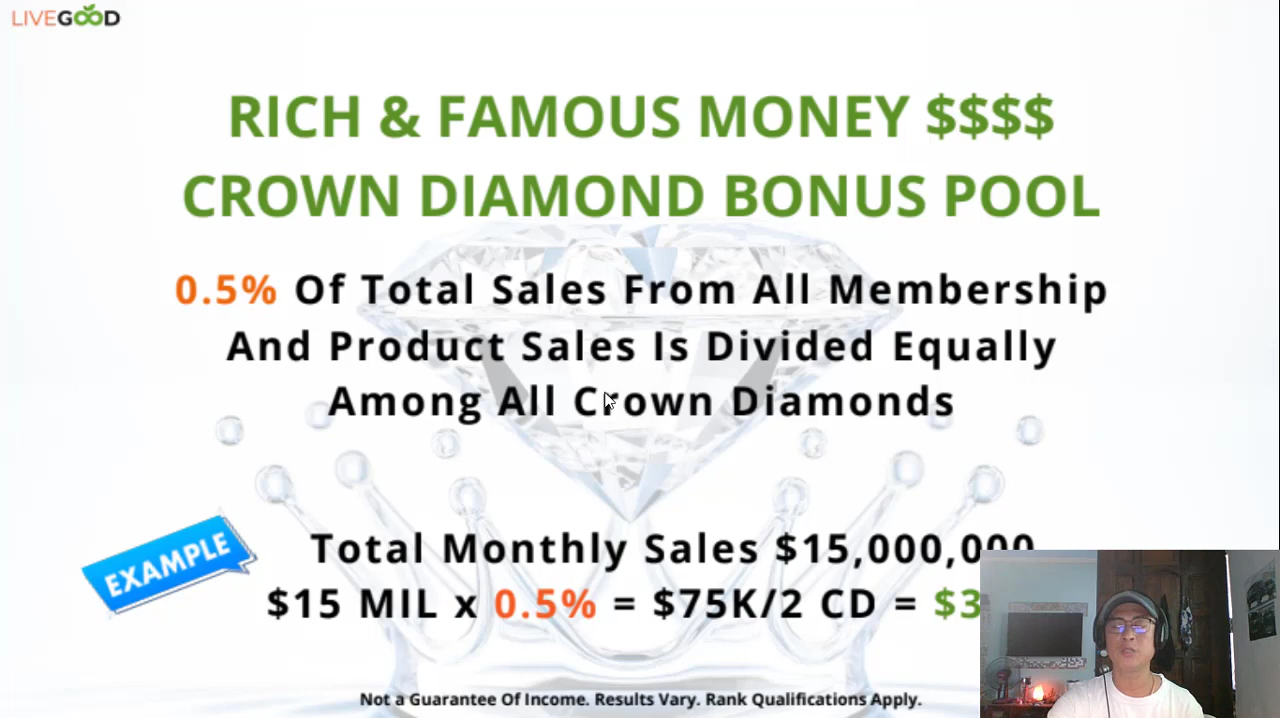 LIVEGOOD
RICH & FAMOUS MONEY $$$$
CROWN DIAMOND BONUS POOL
0.5% Of Total Sales From All Membership
And Product Sales Is Divided Equally
Among All Crown Diamonds
EXAMPLE
Total Monthly Sales $15,000,000
$15 MIL x 0.5% = $75K/2 CD = $3
Not a Guarantee Of Income. Results Vary. Rank Qualifications Apply.